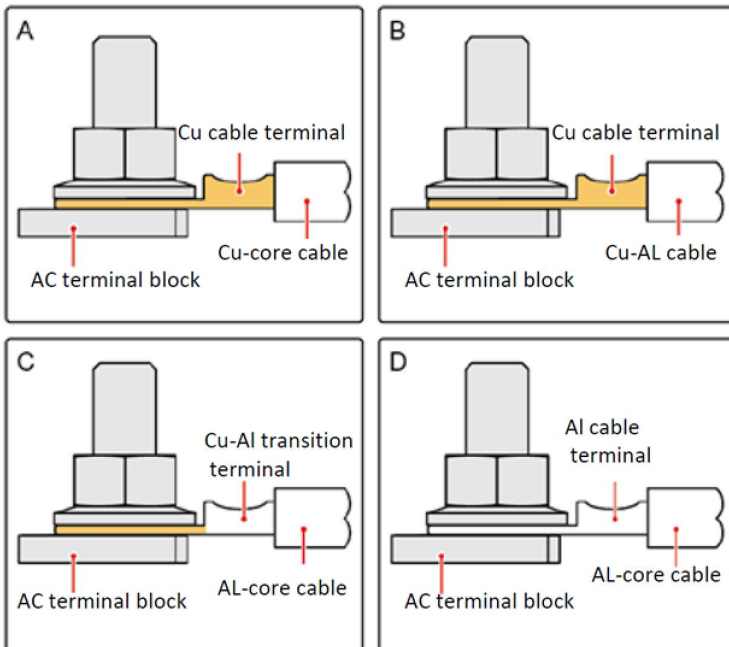 A
Cu cable terminal
Cu-core cable
AC terminal block
B
Cu cable terminal
Cu-AL cable
AC terminal block
C
Cu-Al transition
terminal
AL-core cable
AC terminal block
D
Al cable
terminal
AL-core cable
AC terminal block